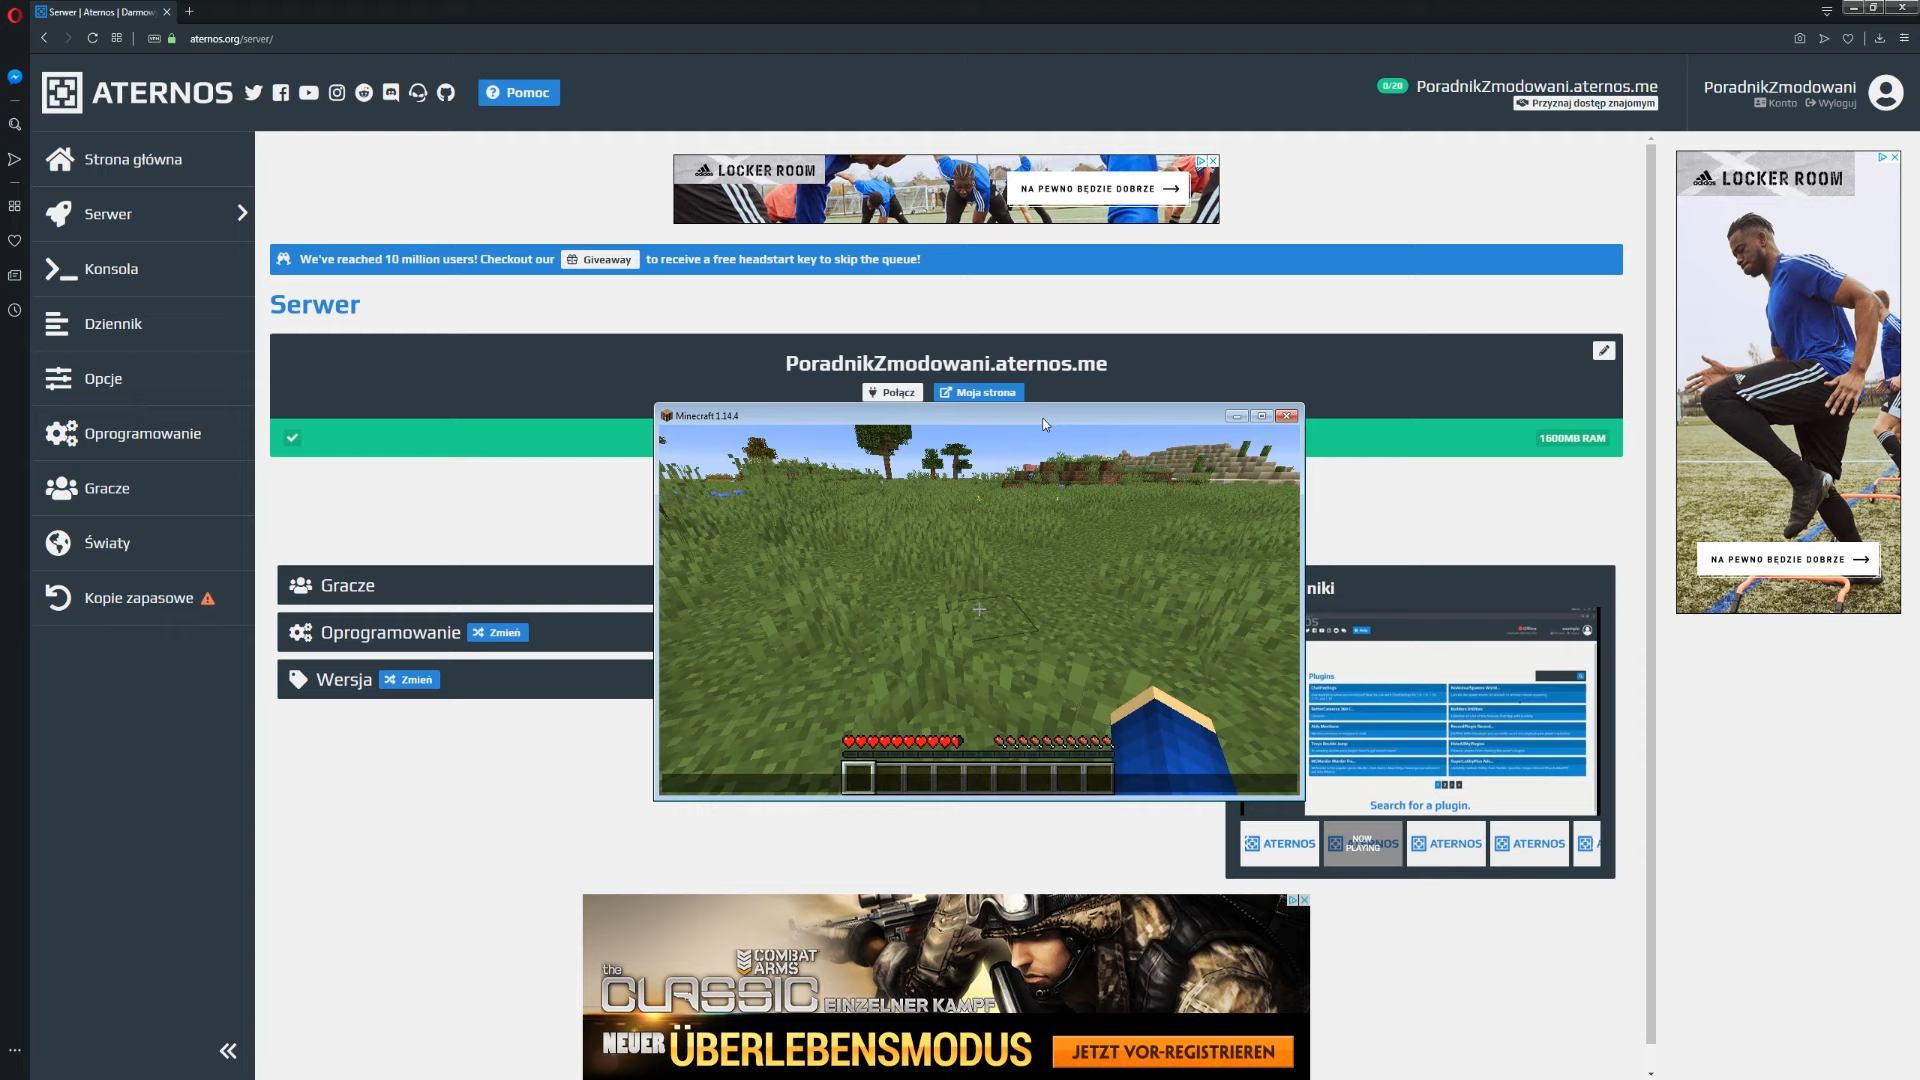 Serwer | Aternos | Darmow
VPN
aternos.org/server/
ATERNOS
Pomoc
0/20
PoradnikZmodowani.aternos.me
Przyznaj dostęp znajomym
PoradnikZmodowani
Konto
Wyloguj
Strona główna
Serwer
Konsola
Dziennik
Opcje
Oprogramowanie
Gracze
Światy
Kopie zapasowe
adidas
LOCKER ROOM
NA PEWNO BĘDZIE DOBRZE
We've reached 10 million users! Checkout our Giveaway to receive a free headstart key to skip the queue!
Serwer
PoradnikZmodowani.aternos.me
Połącz
Moja strona
1600MB RAM
Minecraft 1.14.4
Gracze
Oprogramowanie
Zmień
Wersja
Zmień
niki
Plugins
Search for a plugin.
ATERNOS
NOW PLAYING
ATERNOS
ATERNOS
adidas
LOCKER ROOM
NA PEWNO BĘDZIE DOBRZE
COMBAT ARMS
the CLASSIC
EINZELNER KAMPF
NEUER ÜBERLEBENSMODUS
JETZT VOR-REGISTRIEREN